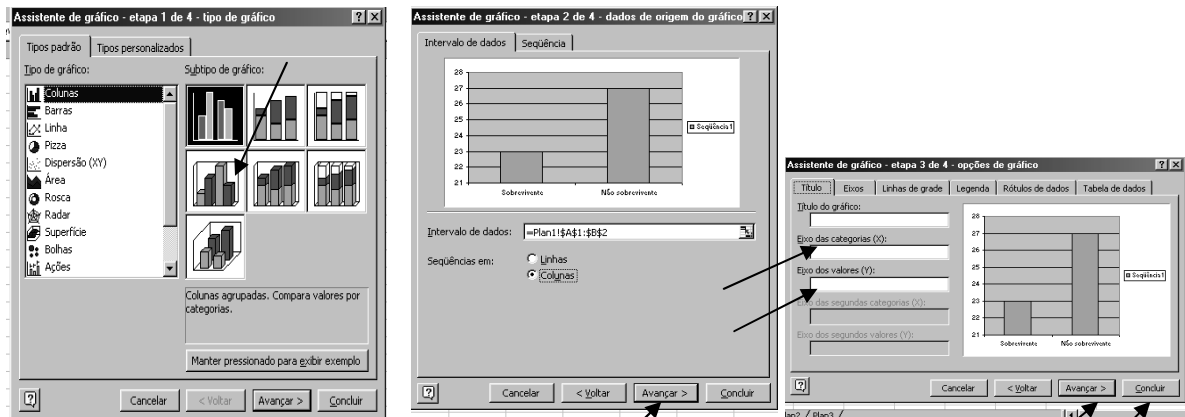 Assistente de gráfico - etapa 1 de 4 - tipo de gráfico
Tipos padrão
Tipos personalizados
Tipo de gráfico:
Subtipo de gráfico:
Colunas
Barras
Linha
Pizza
Dispersão (XY)
Área
Rosca
Radar
Superfície
Bolhas
Ações
Colunas agrupadas. Compara valores por
categorias.
Manter pressionado para exibir exemplo
Cancelar
< Voltar
Avançar >
Concluir
Assistente de gráfico - etapa 2 de 4 - dados de origem do gráfico
Intervalo de dados
Seqüência
28
27
26
25
24
23
22
21
Sobrevivente
Não sobrevivente
Seqüência1
Intervalo de dados:
=Plan1!$A$1:$B$2
Seqüências em:
Linhas
Colunas
Cancelar
< Voltar
Avançar >
Concluir
Assistente de gráfico - etapa 3 de 4 - opções de gráfico
Título
Eixos
Linhas de grade
Legenda
Rótulos de dados
Tabela de dados
Título do gráfico:
Eixo das categorias (X):
Eixo dos valores (Y):
Eixo das segundas categorias (X):
Eixo dos segundos valores (Y):
28
27
26
25
24
23
22
21
Sobrevivente
Não sobrevivente
Seqüência1
Cancelar
< Voltar
Avançar >
Concluir
Plan3